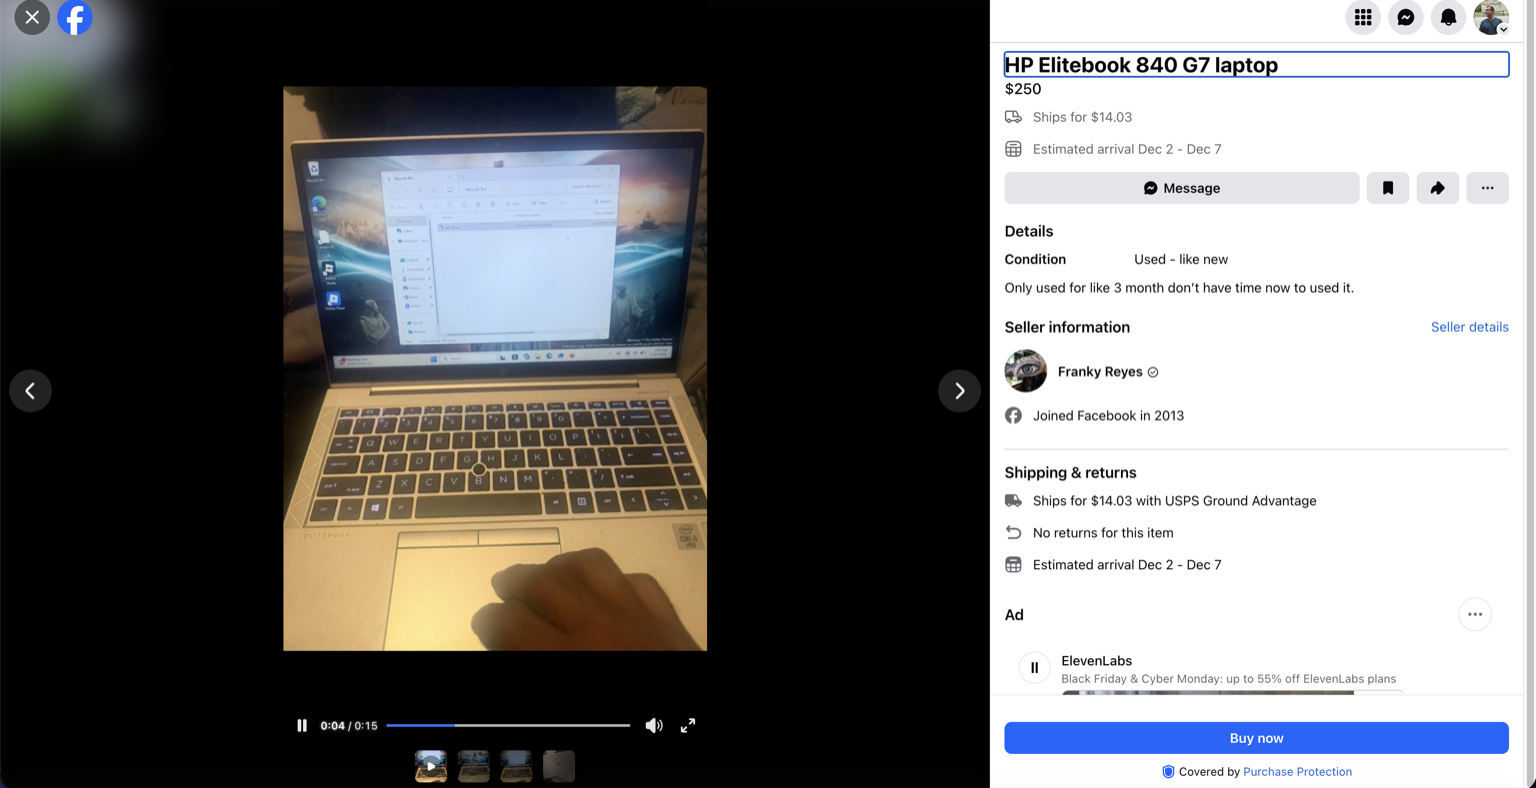 HP Elitebook 840 G7 laptop
$250
Ships for $14.03
Estimated arrival Dec 2 - Dec 7
Message
Details
Condition Used - like new
Only used for like 3 month don't have time now to used it.
Seller information Seller details
Franky Reyes
Joined Facebook in 2013
Shipping & returns
Ships for $14.03 with USPS Ground Advantage
No returns for this item
Estimated arrival Dec 2 - Dec 7
Ad
ElevenLabs
Black Friday & Cyber Monday: up to 55% off ElevenLabs plans
Buy now
Covered by Purchase Protection
Recycle Bin
Q W E R T Y U I O P
A S D F G H J K L
Z X C V B N M
ELITEBOOK
0:04 / 0:15